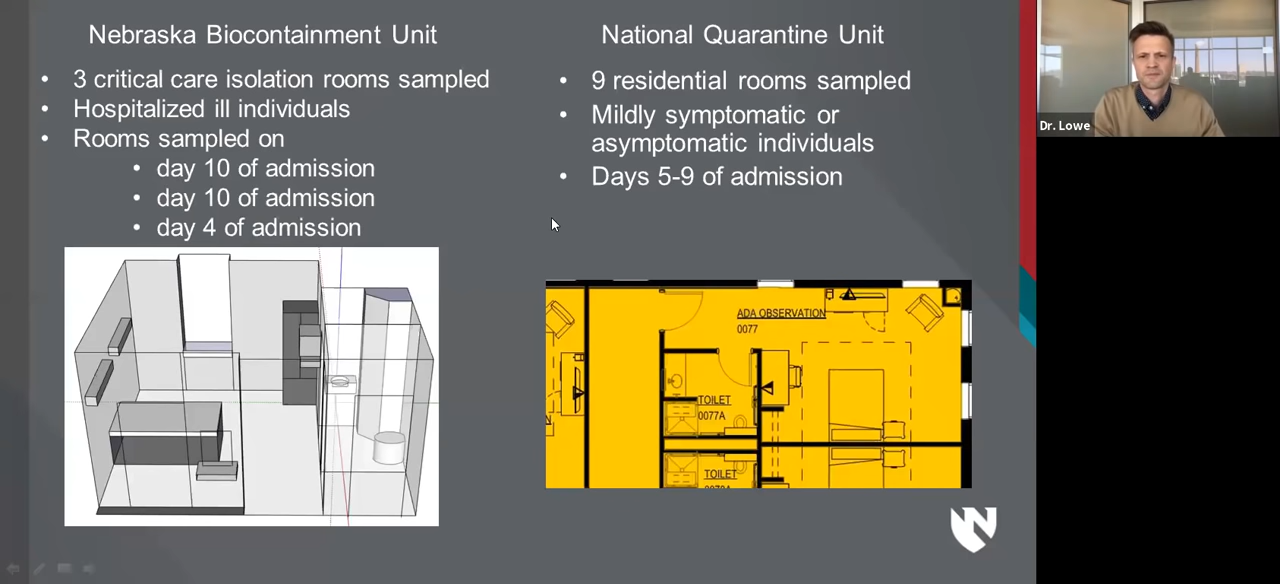 Nebraska Biocontainment Unit
• 3 critical care isolation rooms sampled
• Hospitalized ill individuals
• Rooms sampled on
• day 10 of admission
• day 10 of admission
• day 4 of admission
National Quarantine Unit
• 9 residential rooms sampled
• Mildly symptomatic or
asymptomatic individuals
• Days 5-9 of admission
ADA OBSERVATION
0077
TOILET
0077A
TOILET
Dr. Lowe